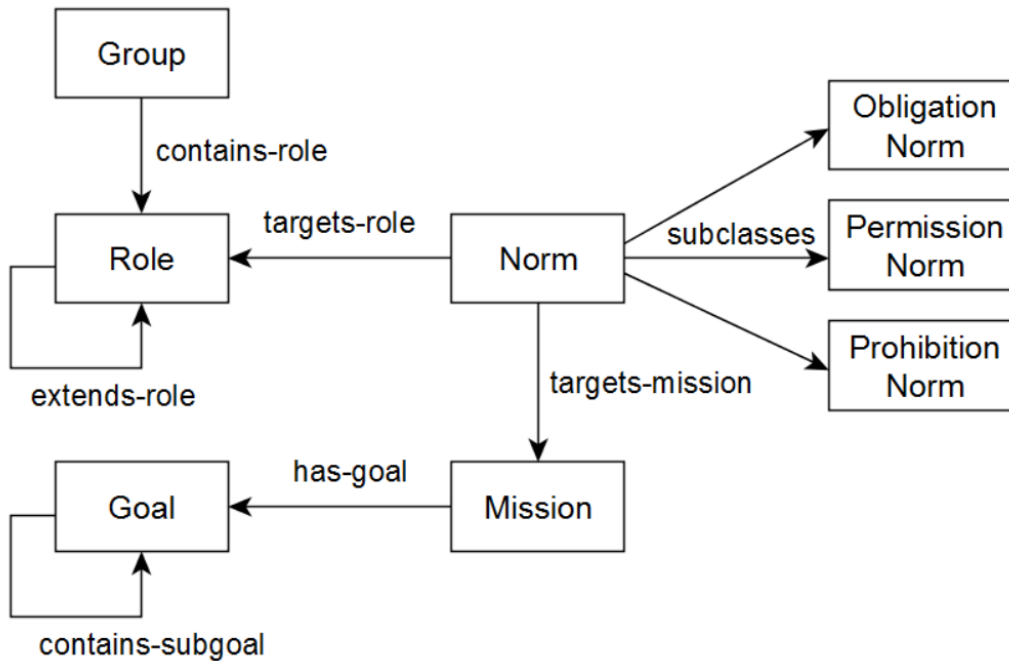 Group
contains-role
Role
extends-role
targets-role
Norm
subclasses
Obligation
Norm
Permission
Norm
Prohibition
Norm
targets-mission
Mission
has-goal
Goal
contains-subgoal